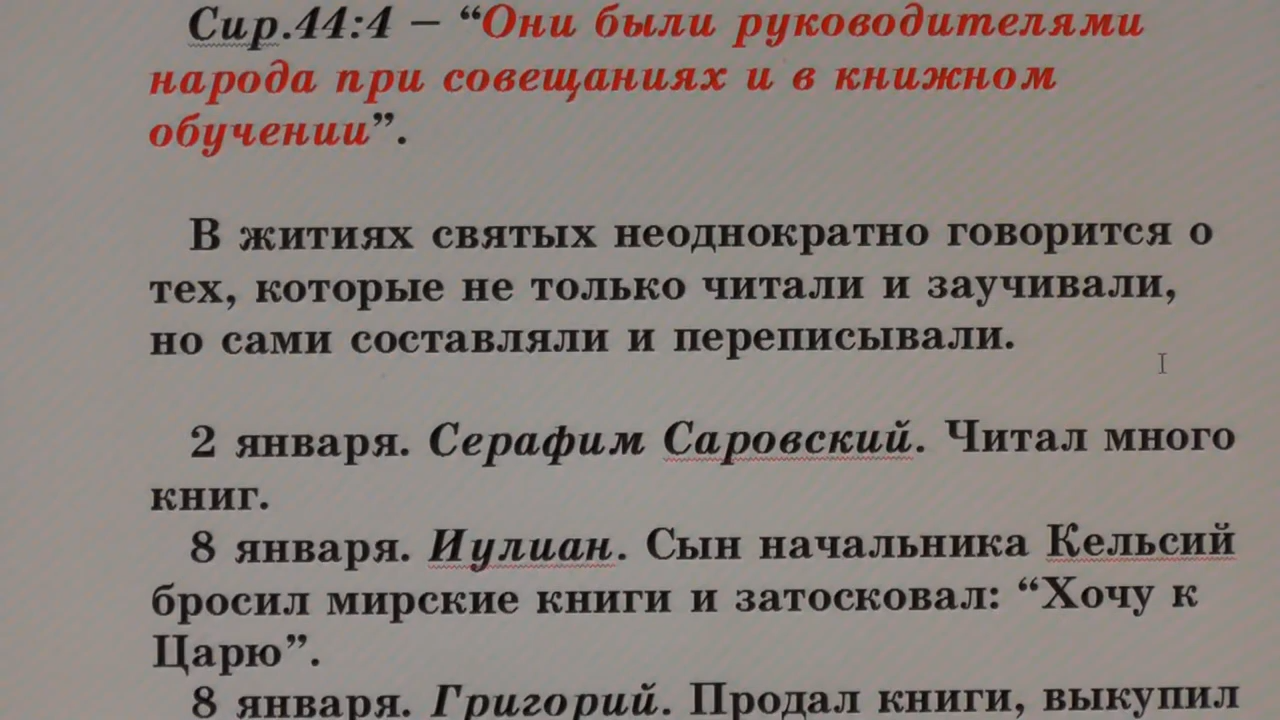 Сир.44:4 – “Они были руководителями
народа при совещаниях и в книжном
обучении”.
В житиях святых неоднократно говорится о
тех, которые не только читали и заучивали,
но сами составляли и переписывали.
2 января. Серафим Саровский. Читал много
книг.
8 января. Иулиан. Сын начальника Кельсий
бросил мирские книги и затосковал: “Хочу к
Царю”.
8 января. Григорий. Продал книги, выкупил